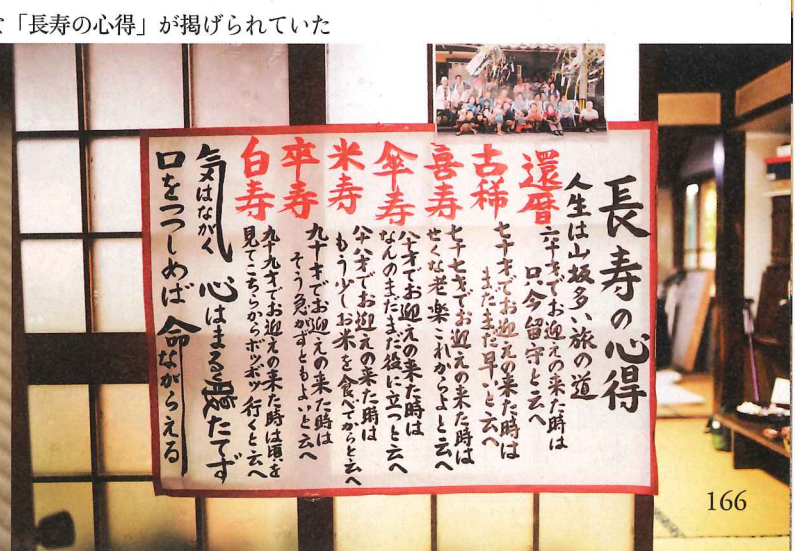 「長寿の心得」が掲げられていた
長寿の心得
人生は山坂多い旅の道
還暦
六十才でお迎えの来た時は
只今留守と云へ
古稀
七十才でお迎えの来た時は
まだまだ早いと云へ
喜寿
七十七才でお迎えの来た時は
せくな老楽これからよと云へ
傘寿
八十才でお迎えの来た時は
なんのまだまだ役に立つと云へ
米寿
八十八才でお迎えの来た時は
もう少しお米を食べてからと云へ
卒寿
九十才でお迎えの来た時は
そう急がずともよいと云へ
白寿
九十九才でお迎えの来た時は頃を
見てこちらからボツボツ行くと云へ
気はながく 心はまる たてず
口をつつしめば 命ながらえる
166